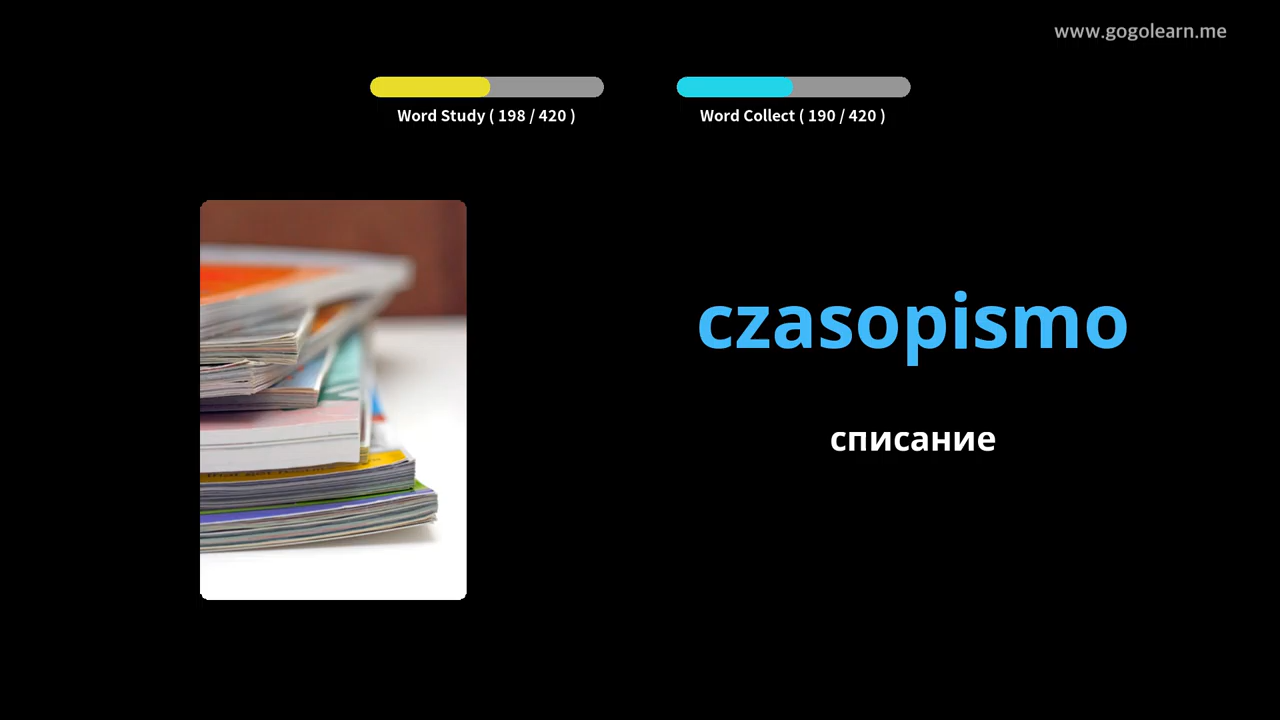 www.gogolearn.me
Word Study ( 198 / 420 )
Word Collect ( 190 / 420 )
czasopismo
списание